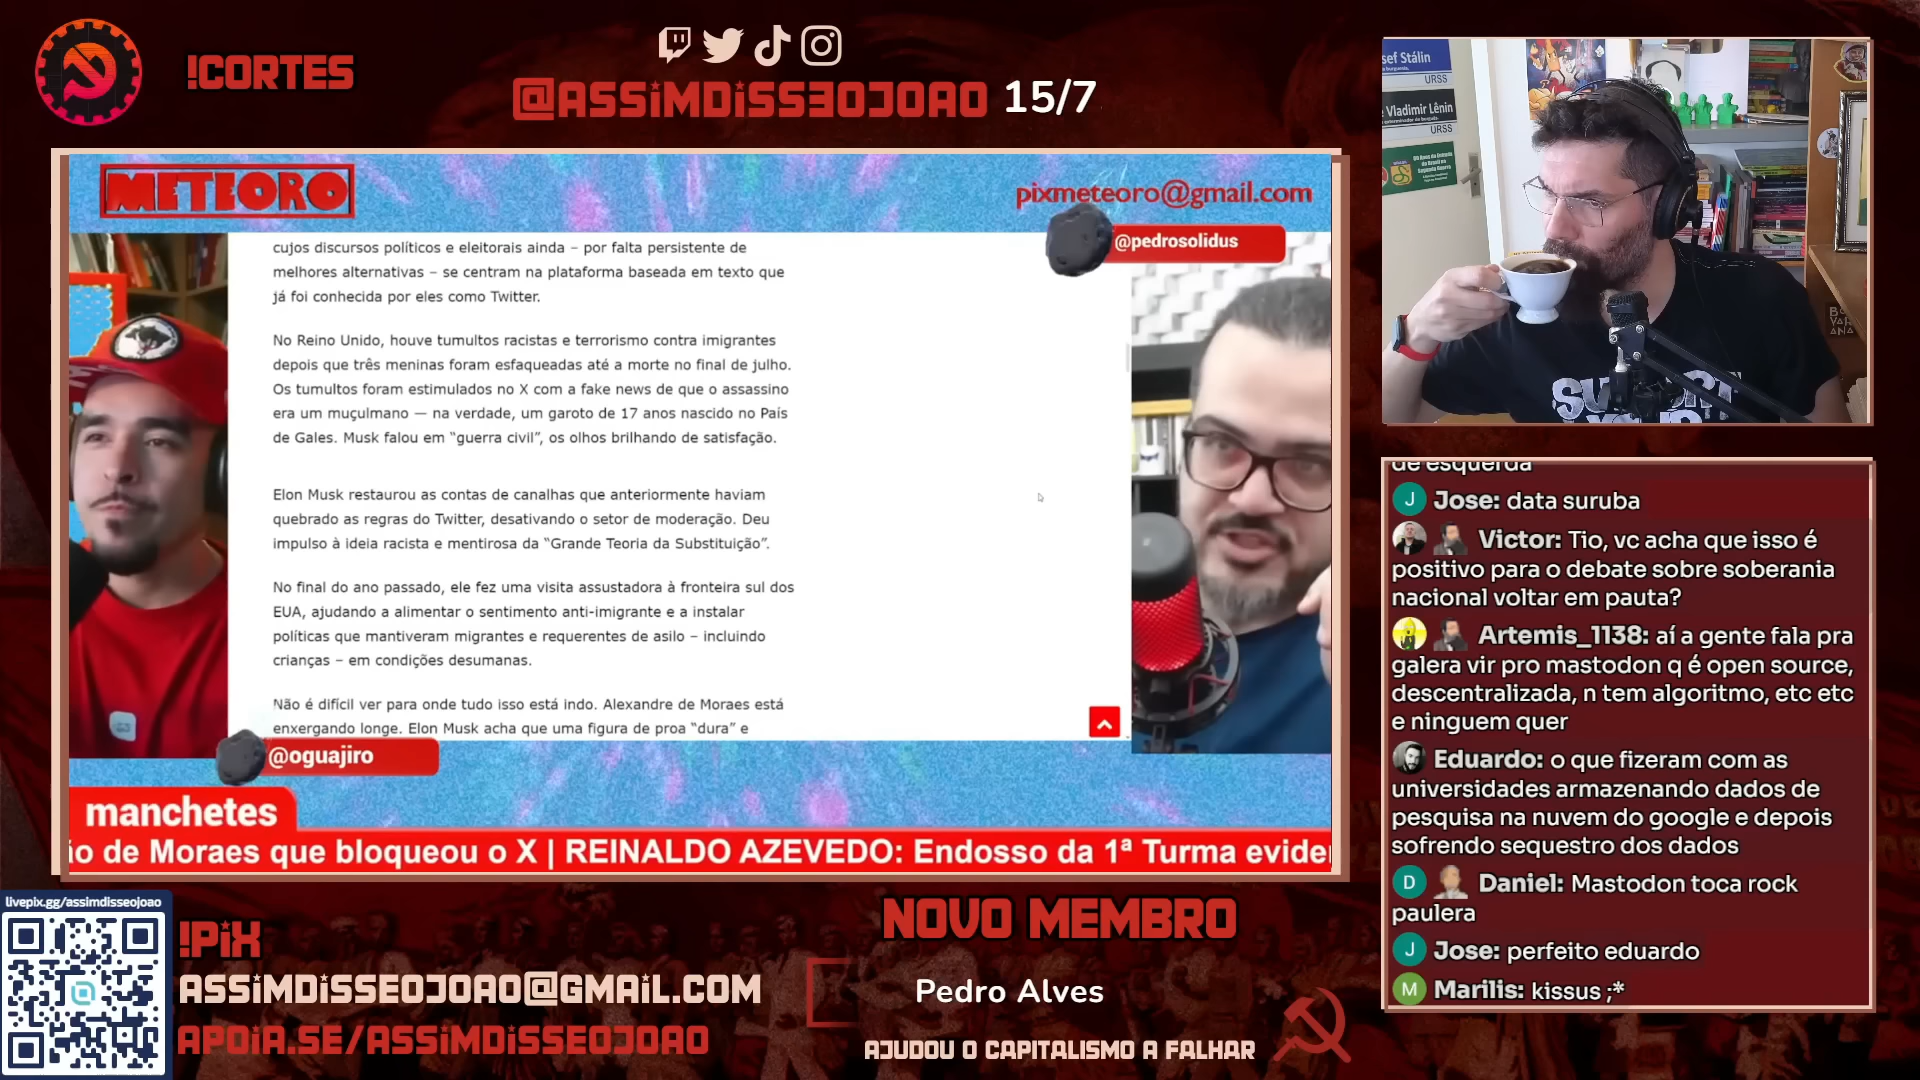 !CORTES
@ASSIMDISSEOJOAO 15/7
METEORO
pixmeteoro@gmail.com
@pedrosolidus
cujos discursos políticos e eleitorais ainda – por falta persistente de
melhores alternativas – se centram na plataforma baseada em texto que
já foi conhecida por eles como Twitter.
No Reino Unido, houve tumultos racistas e terrorismo contra imigrantes
depois que três meninas foram esfaqueadas até a morte no final de julho.
Os tumultos foram estimulados no X com a fake news de que o assassino
era um muçulmano — na verdade, um garoto de 17 anos nascido no País
de Gales. Musk falou em “guerra civil”, os olhos brilhando de satisfação.
Elon Musk restaurou as contas de canalhas que anteriormente haviam
quebrado as regras do Twitter, desativando o setor de moderação. Deu
impulso à ideia racista e mentirosa da “Grande Teoria da Substituição”.
No final do ano passado, ele fez uma visita assustadora à fronteira sul dos
EUA, ajudando a alimentar o sentimento anti-imigrante e a instalar
políticas que mantiveram migrantes e requerentes de asilo – incluindo
crianças – em condições desumanas.
Não é difícil ver para onde tudo isso está indo. Alexandre de Moraes está
enxergando longe. Elon Musk acha que uma figura de proa “dura” e
@oguajiro
manchetes
ão de Moraes que bloqueou o X | REINALDO AZEVEDO: Endosso da 1ª Turma evide
sef Stálin
URSS
Vladimir Lênin
URSS
de esquerda
J Jose: data suruba
Victor: Tio, vc acha que isso é
positivo para o debate sobre soberania
nacional voltar em pauta?
Artemis_1138: aí a gente fala pra
galera vir pro mastodon q é open source,
descentralizada, n tem algoritmo, etc etc
e ninguem quer
Eduardo: o que fizeram com as
universidades armazenando dados de
pesquisa na nuvem do google e depois
sofrendo sequestro dos dados
D Daniel: Mastodon toca rock
paulera
J Jose: perfeito eduardo
M Marilis: kissus ;*
livepix.gg/assimdisseojoao
!PIX
ASSIMDISSEOJOAO@GMAIL.COM
APOIA.SE/ASSIMDISSEOJOAO
NOVO MEMBRO
Pedro Alves
AJUDOU O CAPITALISMO A FALHAR